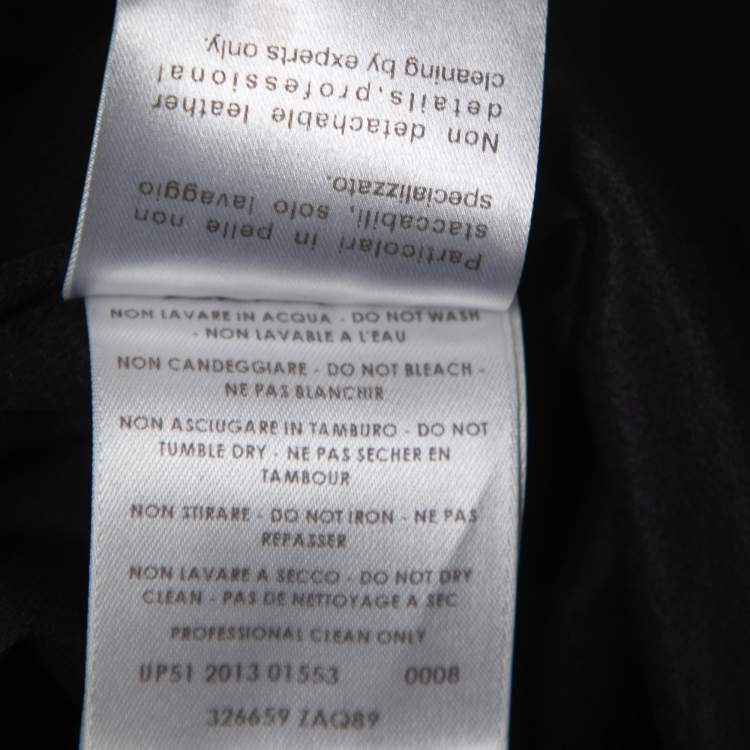 Particolari in pelle non
staccabili, solo lavaggio
specializzato.
Non detachable leather
details,professional
cleaning by experts only.
NON LAVARE IN ACQUA - DO NOT WASH
- NON LAVABLE A L'EAU
NON CANDEGGIARE - DO NOT BLEACH -
NE PAS BLANCHIR
NON ASCIUGARE IN TAMBURO - DO NOT
TUMBLE DRY - NE PAS SECHER EN
TAMBOUR
NON STIRARE - DO NOT IRON - NE PAS
REPASSER
NON LAVARE A SECCO - DO NOT DRY
CLEAN - PAS DE NETTOYAGE A SEC
PROFESSIONAL CLEAN ONLY
UP51 2013 01553 0008
326659 ZAQ89